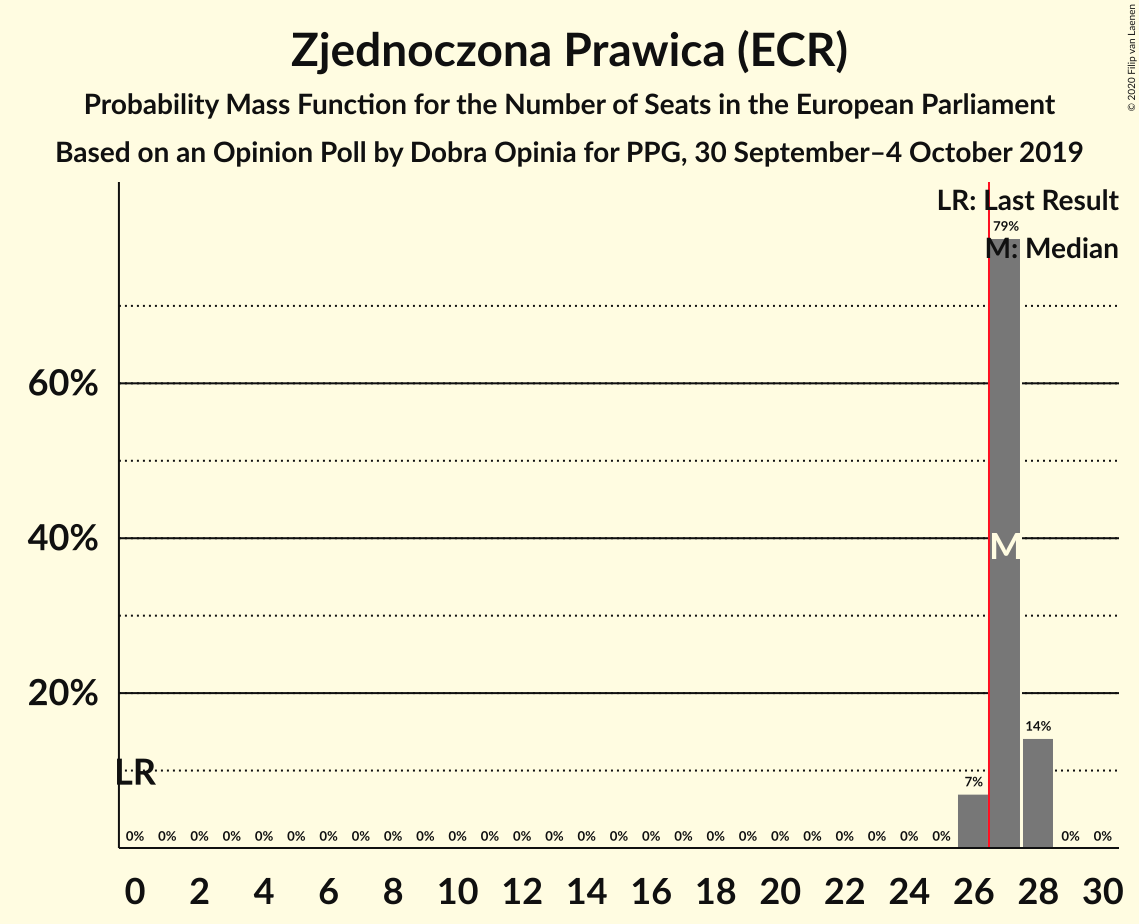 Zjednoczona Prawica (ECR)
Probability Mass Function for the Number of Seats in the European Parliament
Based on an Opinion Poll by Dobra Opinia for PPG, 30 September–4 October 2019
© 2020 Filip van Laenen
LR: Last Result
79%
M: Median
60%
40%
M
20%
14%
LR
7%
0% 0% 0% 0% 0% 0% 0% 0% 0% 0% 0% 0% 0% 0% 0% 0% 0% 0% 0% 0% 0% 0% 0% 0% 0% 0% 0% 0%
0 2 4 6 8 10 12 14 16 18 20 22 24 26 28 30